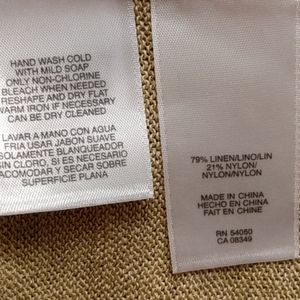 HAND WASH COLD
WITH MILD SOAP
ONLY NON-CHLORINE
BLEACH WHEN NEEDED
RESHAPE AND DRY FLAT
WARM IRON IF NECESSARY
CAN BE DRY CLEANED
LAVAR A MANO CON AGUA
FRIA USAR JABON SUAVE
SOLAMENTE BLANQUEADOR
SIN CLORO, SI ES NECESARIO
ACOMODAR Y SECAR SOBRE
SUPERFICIE PLANA
79% LINEN/LINO/LIN
21% NYLON/
NYLON/NYLON
MADE IN CHINA
HECHO EN CHINA
FAIT EN CHINE
RN 54050
CA 08349